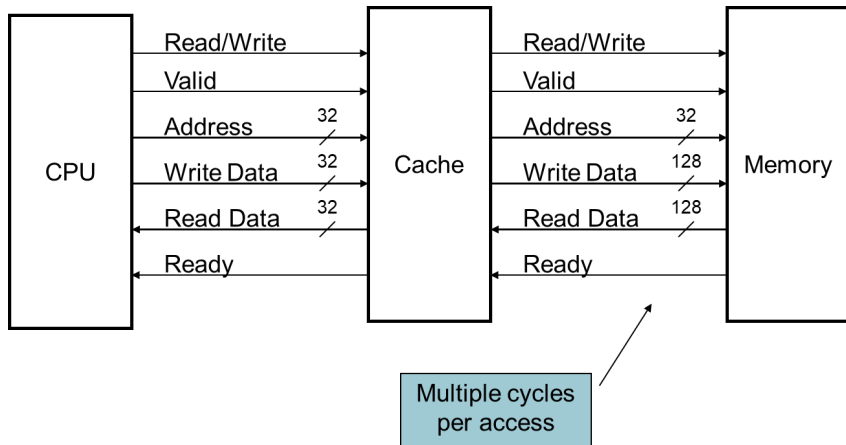 CPU
Read/Write
Valid
Address
32
Write Data
32
Read Data
32
Ready
Cache
Read/Write
Valid
Address
32
Write Data
128
Read Data
128
Ready
Memory
Multiple cycles
per access